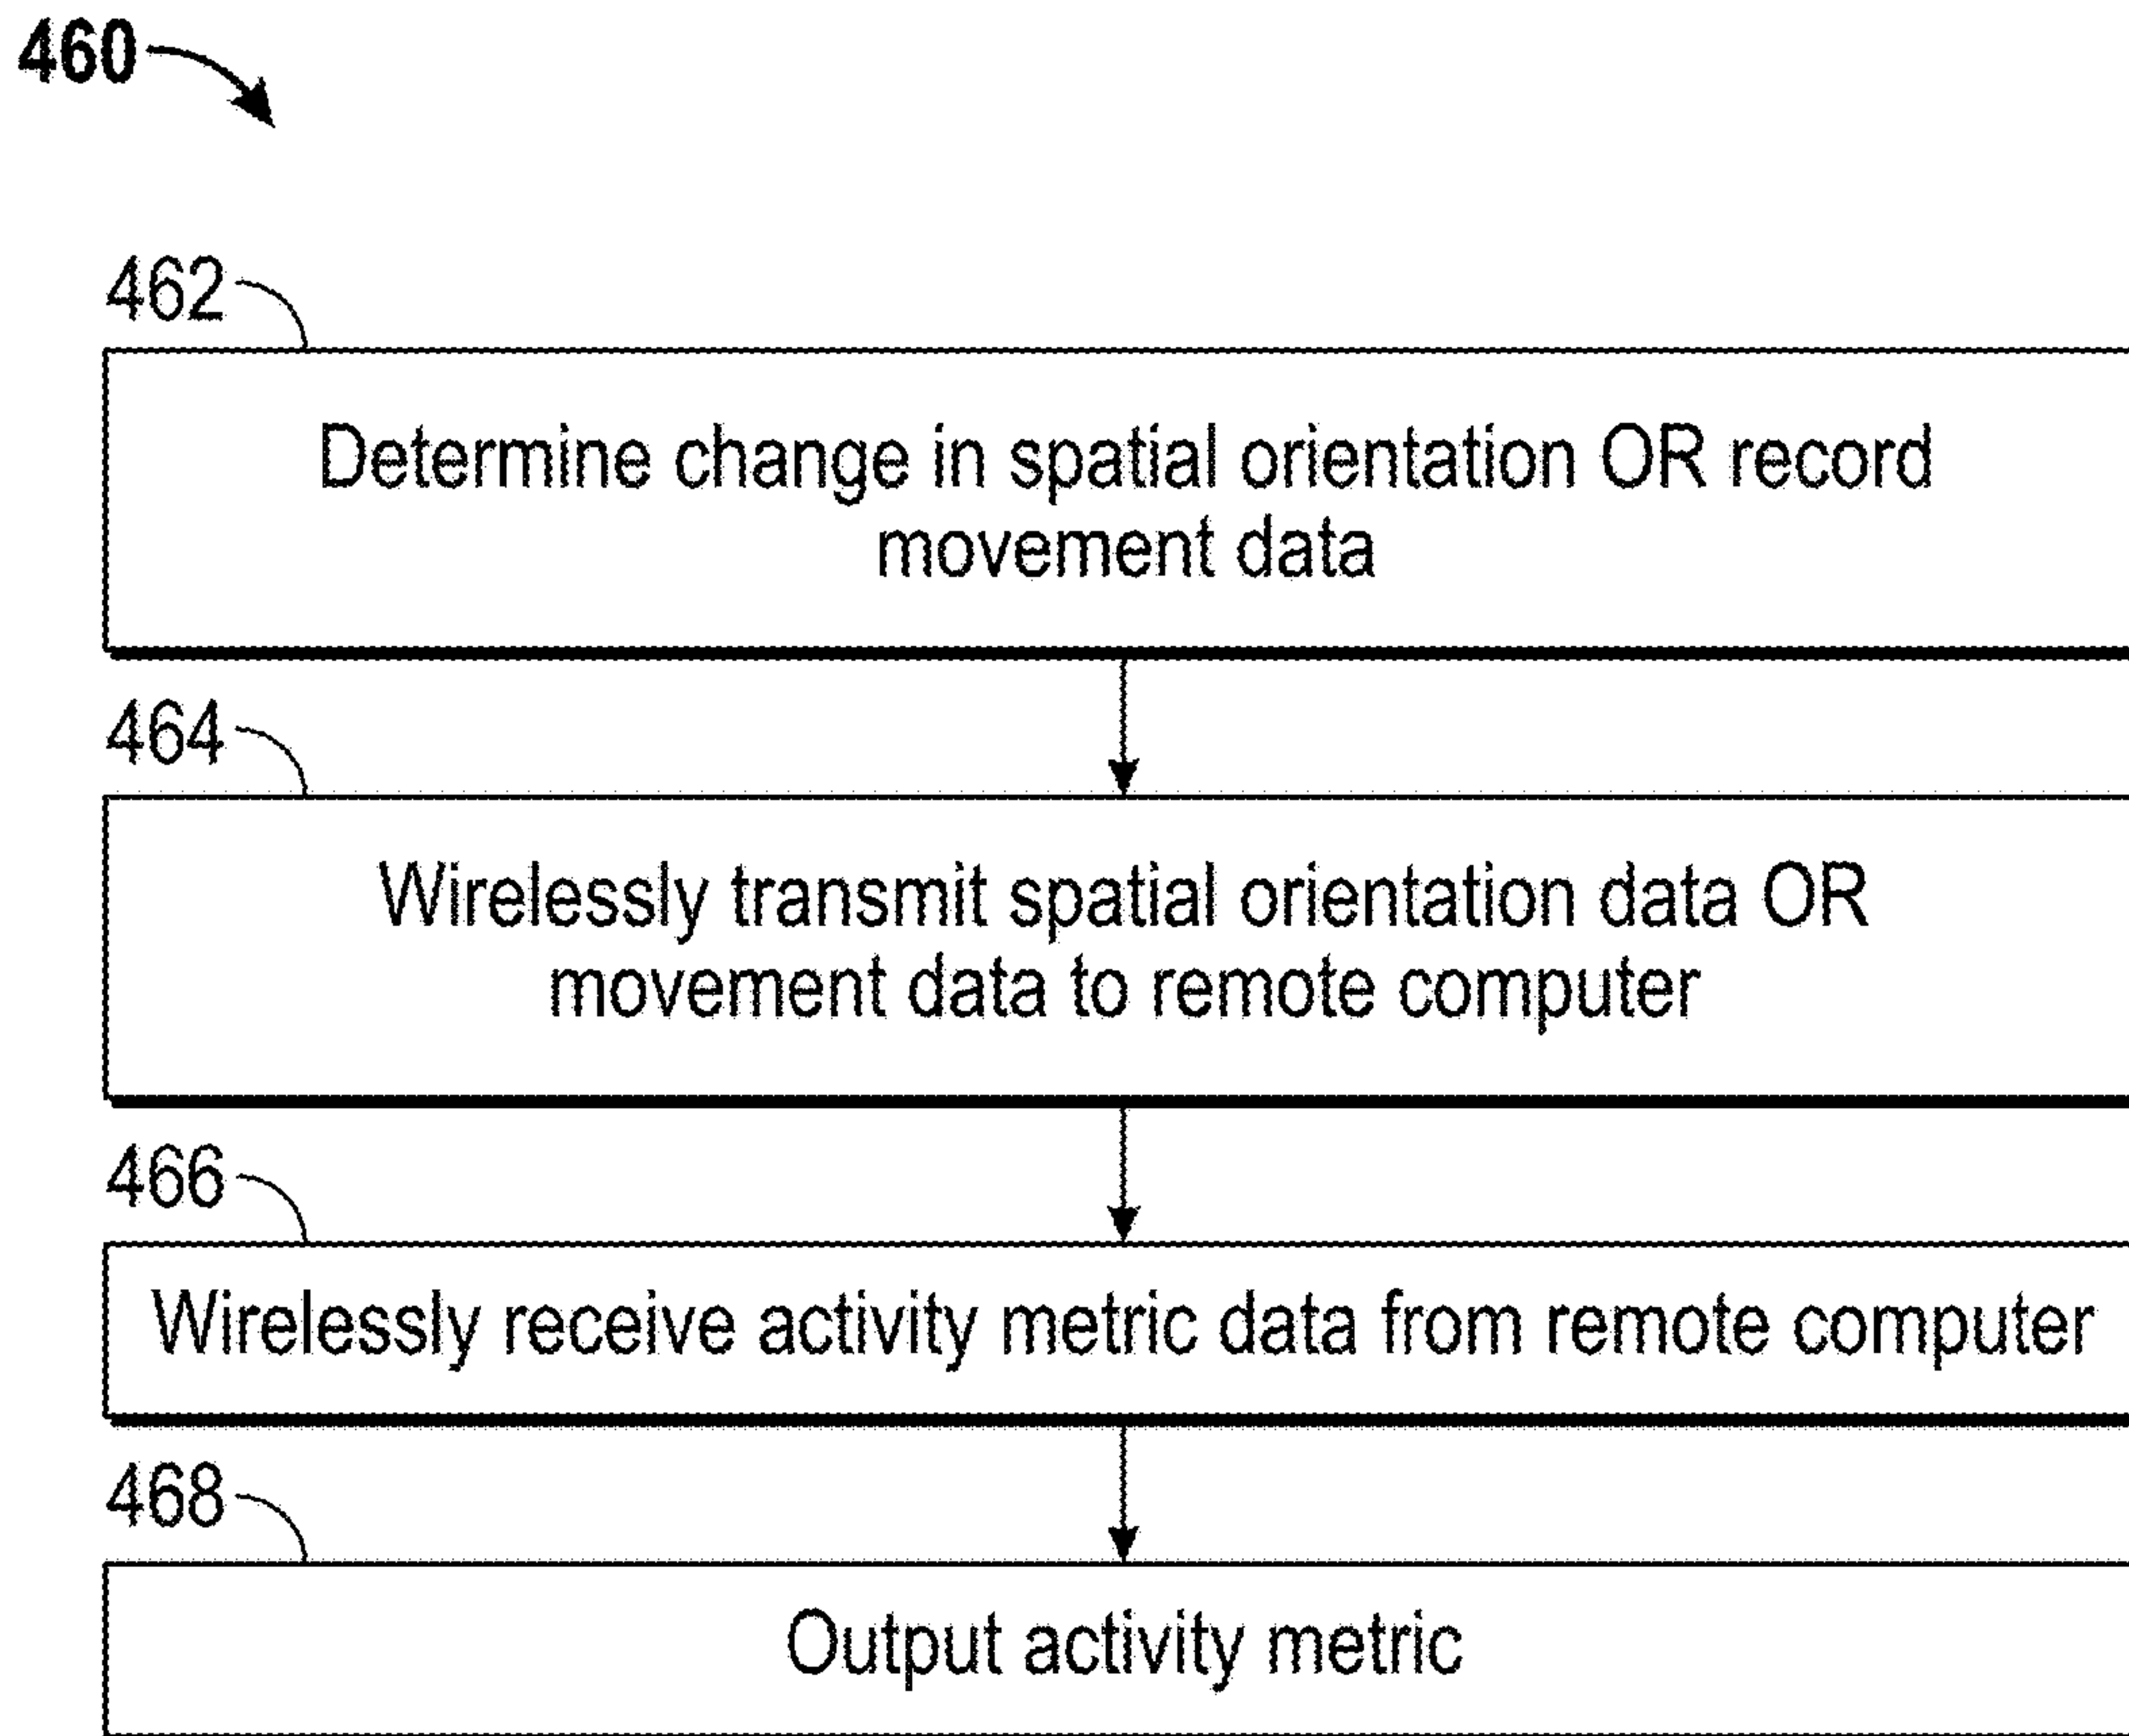 460
462
Determine change in spatial orientation OR record
movement data
464
Wirelessly transmit spatial orientation data OR
movement data to remote computer
466
Wirelessly receive activity metric data from remote computer
468
Output activity metric